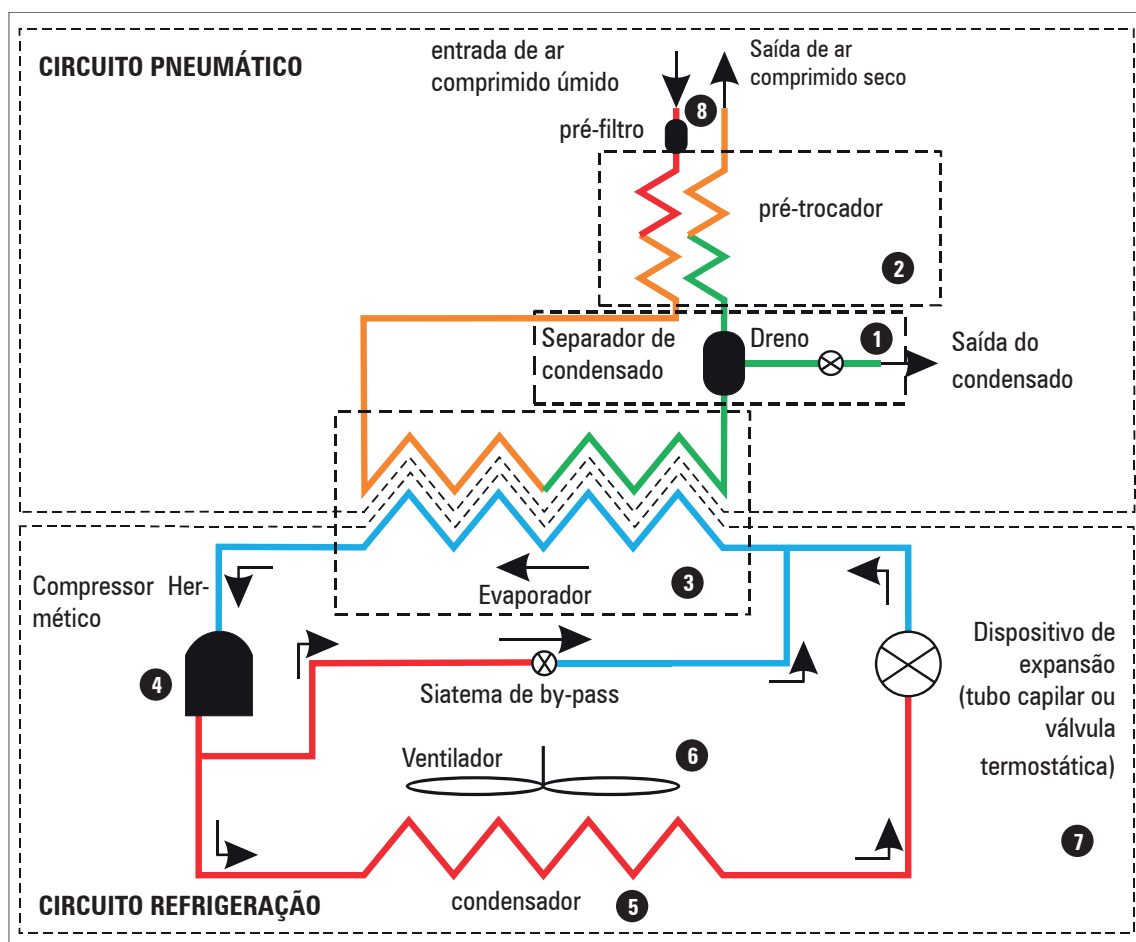 CIRCUITO PNEUMÁTICO
entrada de ar
comprimido úmido
Saída de ar
comprimido seco
8
pré-filtro
pré-trocador
2
Separador de
condensado
Dreno
1
Saída do
condensado
Evaporador
3
Compressor Her-
mético
4
Siatema de by-pass
Dispositivo de
expansão
(tubo capilar ou
válvula
termostática)
Ventilador
6
7
condensador
5
CIRCUITO REFRIGERAÇÃO